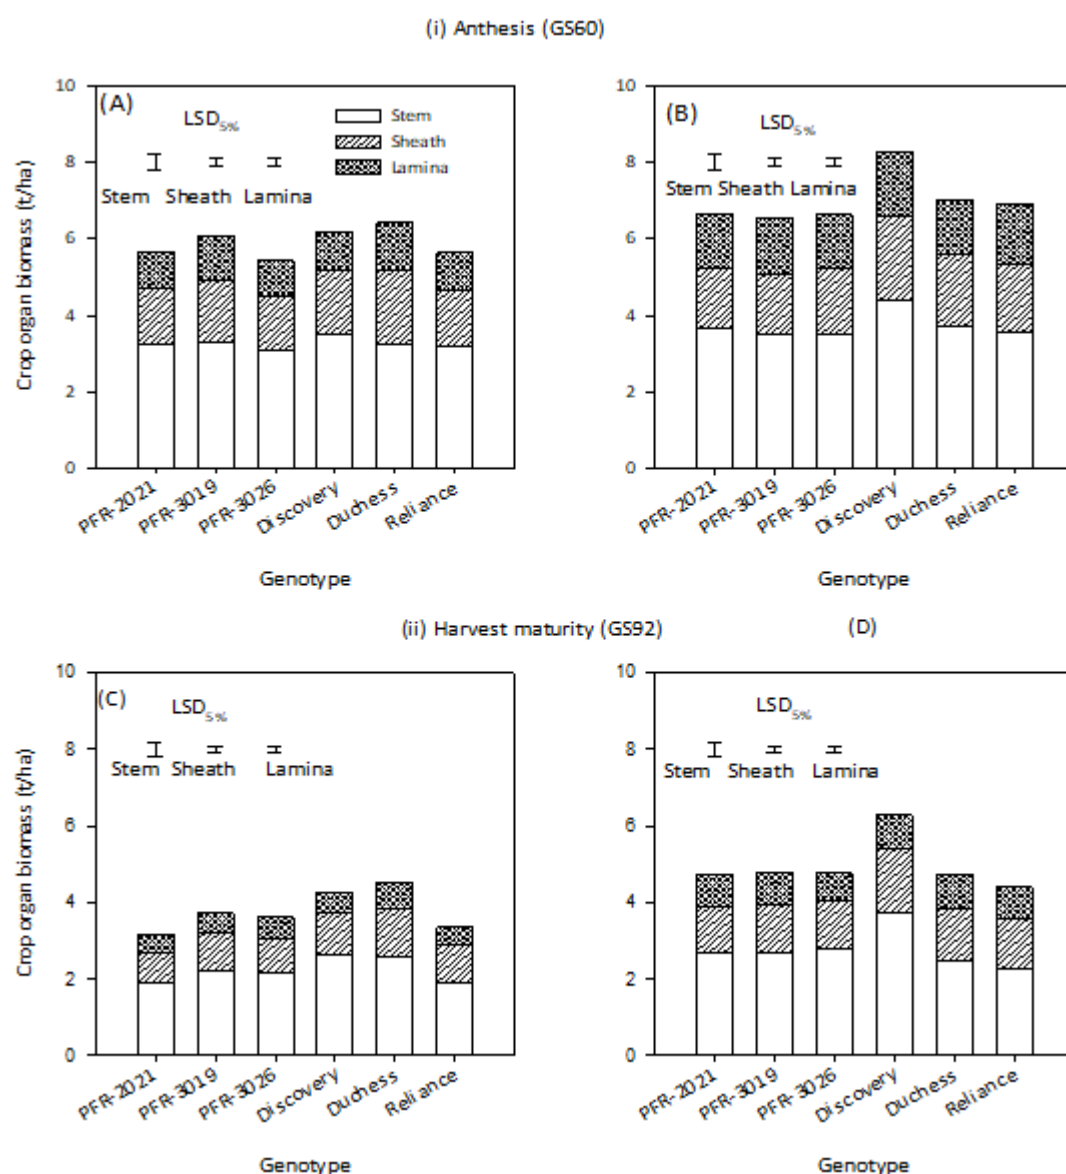 (i) Anthesis (GS60)
(A)
LSD5%
Stem
Sheath
Lamina
Stem Sheath Lamina
10
8
6
4
2
0
Crop organ biomass (t/ha)
PFR-2021
PFR-3019
PFR-3026
Discovery
Duchess
Reliance
Genotype
(B)
LSD5%
Stem Sheath Lamina
10
8
6
4
2
0
PFR-2021
PFR-3019
PFR-3026
Discovery
Duchess
Reliance
Genotype
(ii) Harvest maturity (GS92)
(C)
LSD5%
Stem Sheath Lamina
10
8
6
4
2
0
Crop organ biomass (t/ha)
PFR-2021
PFR-3019
PFR-3026
Discovery
Duchess
Reliance
Genotype
(D)
LSD5%
Stem Sheath Lamina
10
8
6
4
2
0
PFR-2021
PFR-3019
PFR-3026
Discovery
Duchess
Reliance
Genotype